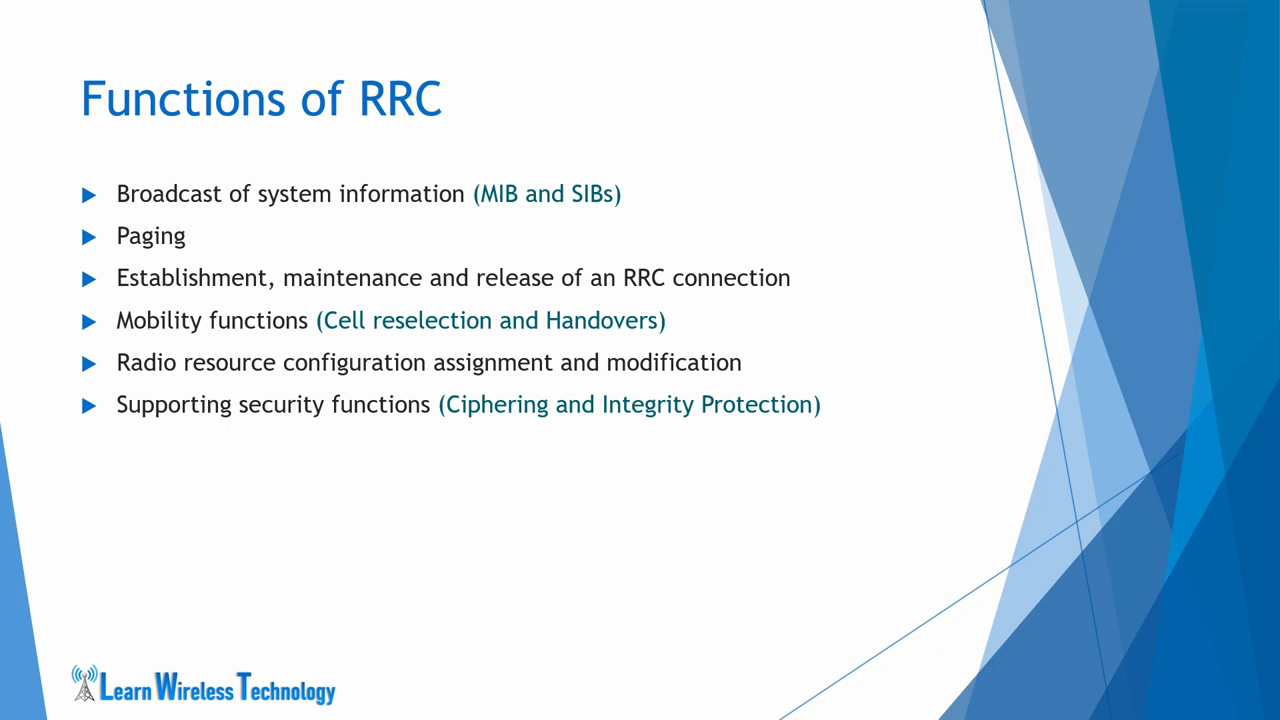 Functions of RRC
Broadcast of system information (MIB and SIBs)
Paging
Establishment, maintenance and release of an RRC connection
Mobility functions (Cell reselection and Handovers)
Radio resource configuration assignment and modification
Supporting security functions (Ciphering and Integrity Protection)
Learn Wireless Technology